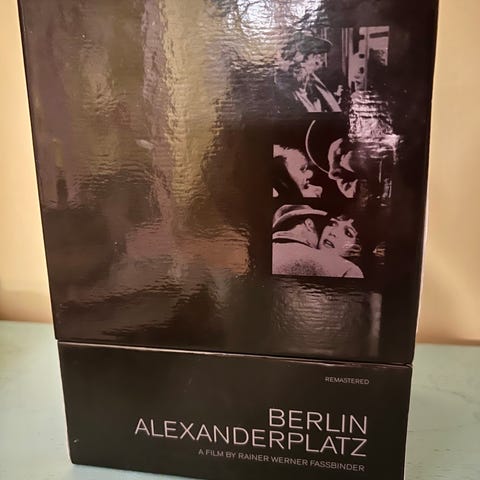 REMASTERED
BERLIN
ALEXANDERPLATZ
A FILM BY RAINER WERNER FASSBINDER